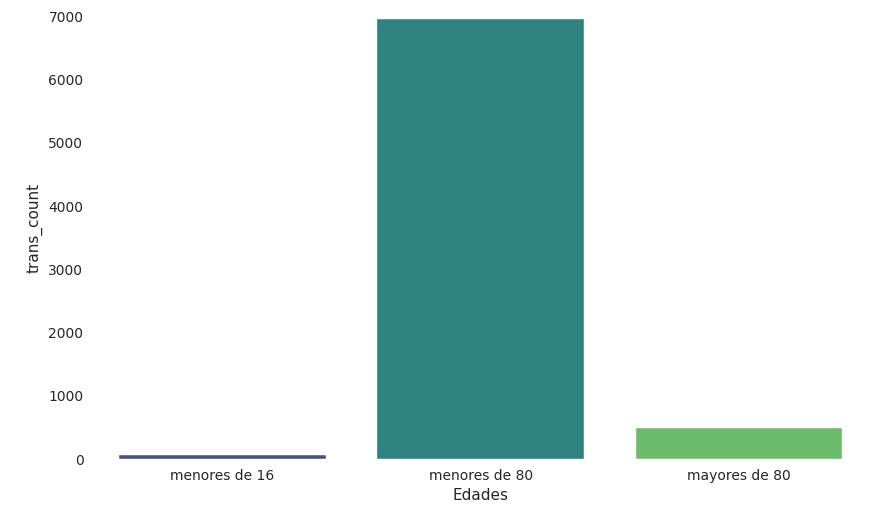 7000
6000
5000
4000
3000
2000
1000
0
trans_count
menores de 16
menores de 80
mayores de 80
Edades